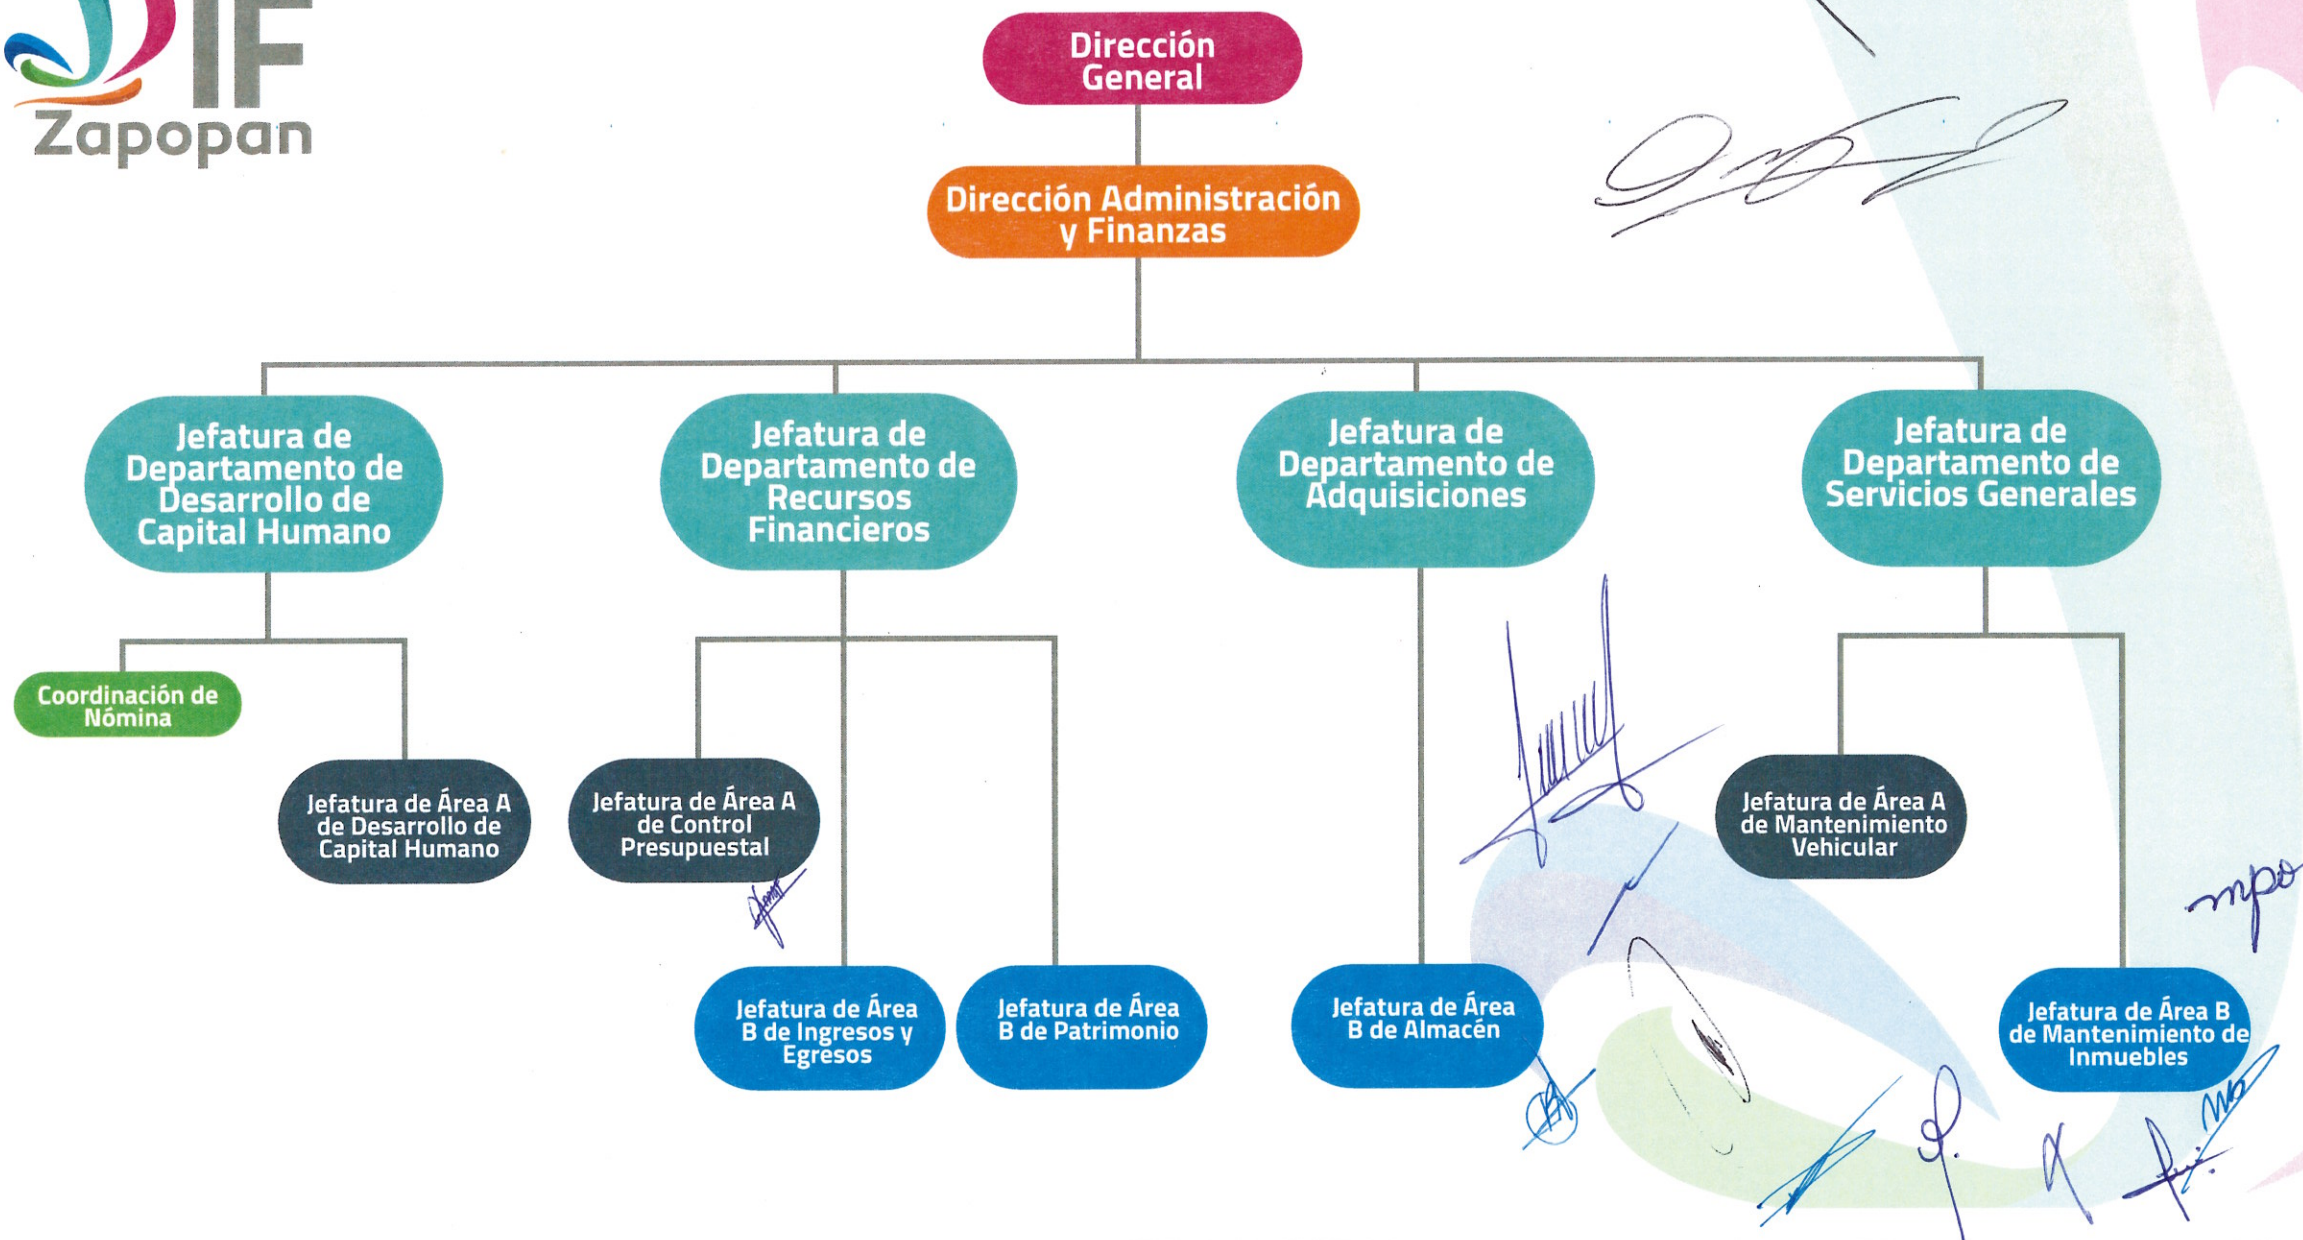 IF
Zapopan
Dirección
General
Dirección Administración
y Finanzas
Jefatura de
Departamento de
Desarrollo de
Capital Humano
Jefatura de
Departamento de
Recursos
Financieros
Jefatura de
Departamento de
Adquisiciones
Jefatura de
Departamento de
Servicios Generales
Coordinación de
Nómina
Jefatura de Área A
de Desarrollo de
Capital Humano
Jefatura de Área A
de Control
Presupuestal
Jefatura de Área A
de Mantenimiento
Vehicular
mpo
Jefatura de Área
B de Ingresos y
Egresos
Jefatura de Área
B de Patrimonio
Jefatura de Área
B de Almacén
Jefatura de Área B
de Mantenimiento de
Inmuebles